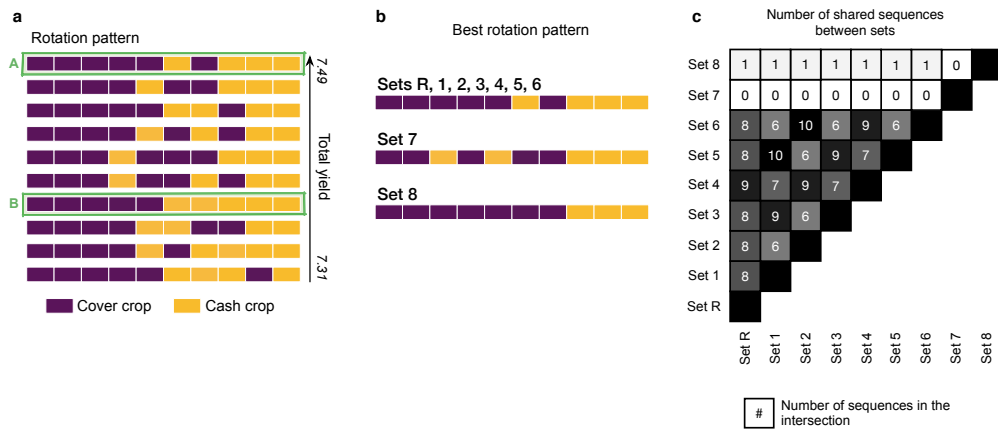 a
Rotation pattern
A
B
7.49
Total yield
7.31
Cover crop
Cash crop
b
Best rotation pattern
Sets R, 1, 2, 3, 4, 5, 6
Set 7
Set 8
c
Number of shared sequences
between sets
Set 8 1 1 1 1 1 1 1 0
Set 7 0 0 0 0 0 0 0
Set 6 8 6 10 6 9 6
Set 5 8 10 6 9 7
Set 4 9 7 9 7
Set 3 8 9 6
Set 2 8 6
Set 1 8
Set R
Set R Set 1 Set 2 Set 3 Set 4 Set 5 Set 6 Set 7 Set 8
# Number of sequences in the
intersection